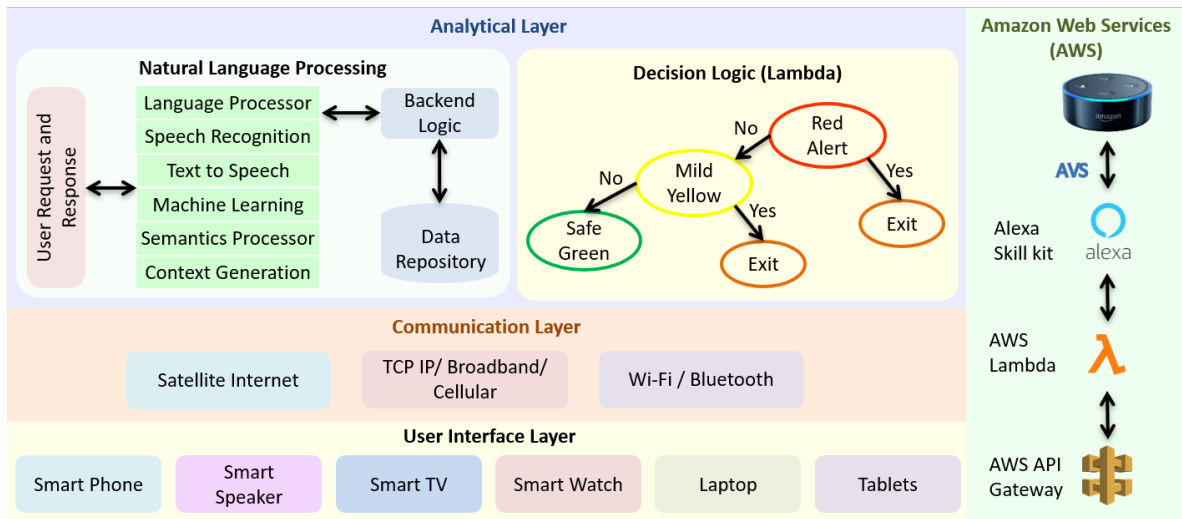 Analytical Layer
Natural Language Processing
User Request and
Response
Language Processor
Speech Recognition
Text to Speech
Machine Learning
Semantics Processor
Context Generation
Backend
Logic
Data
Repository
Decision Logic (Lambda)
Red
Alert
No
Yes
Mild
Yellow
Exit
No
Yes
Safe
Green
Exit
Communication Layer
Satellite Internet
TCP IP/ Broadband/
Cellular
Wi-Fi / Bluetooth
User Interface Layer
Smart Phone
Smart
Speaker
Smart TV
Smart Watch
Laptop
Tablets
Amazon Web Services
(AWS)
amazon
AVS
Alexa
Skill kit
alexa
AWS
Lambda
λ
AWS API
Gateway